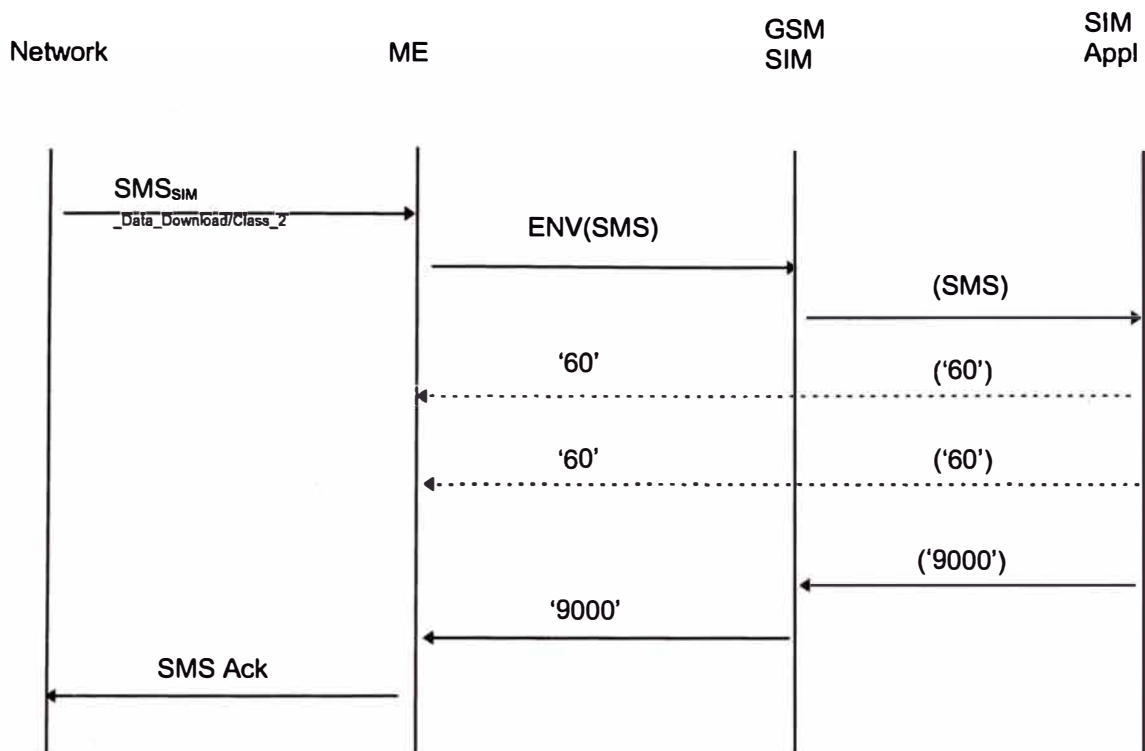 Network
ME
GSM
SIM
SIM
Appl
SMSSIM
_Data_Download/Class_2
ENV(SMS)
(SMS)
‘60’
(‘60’)
‘60’
(‘60’)
(‘9000’)
‘9000’
SMS Ack